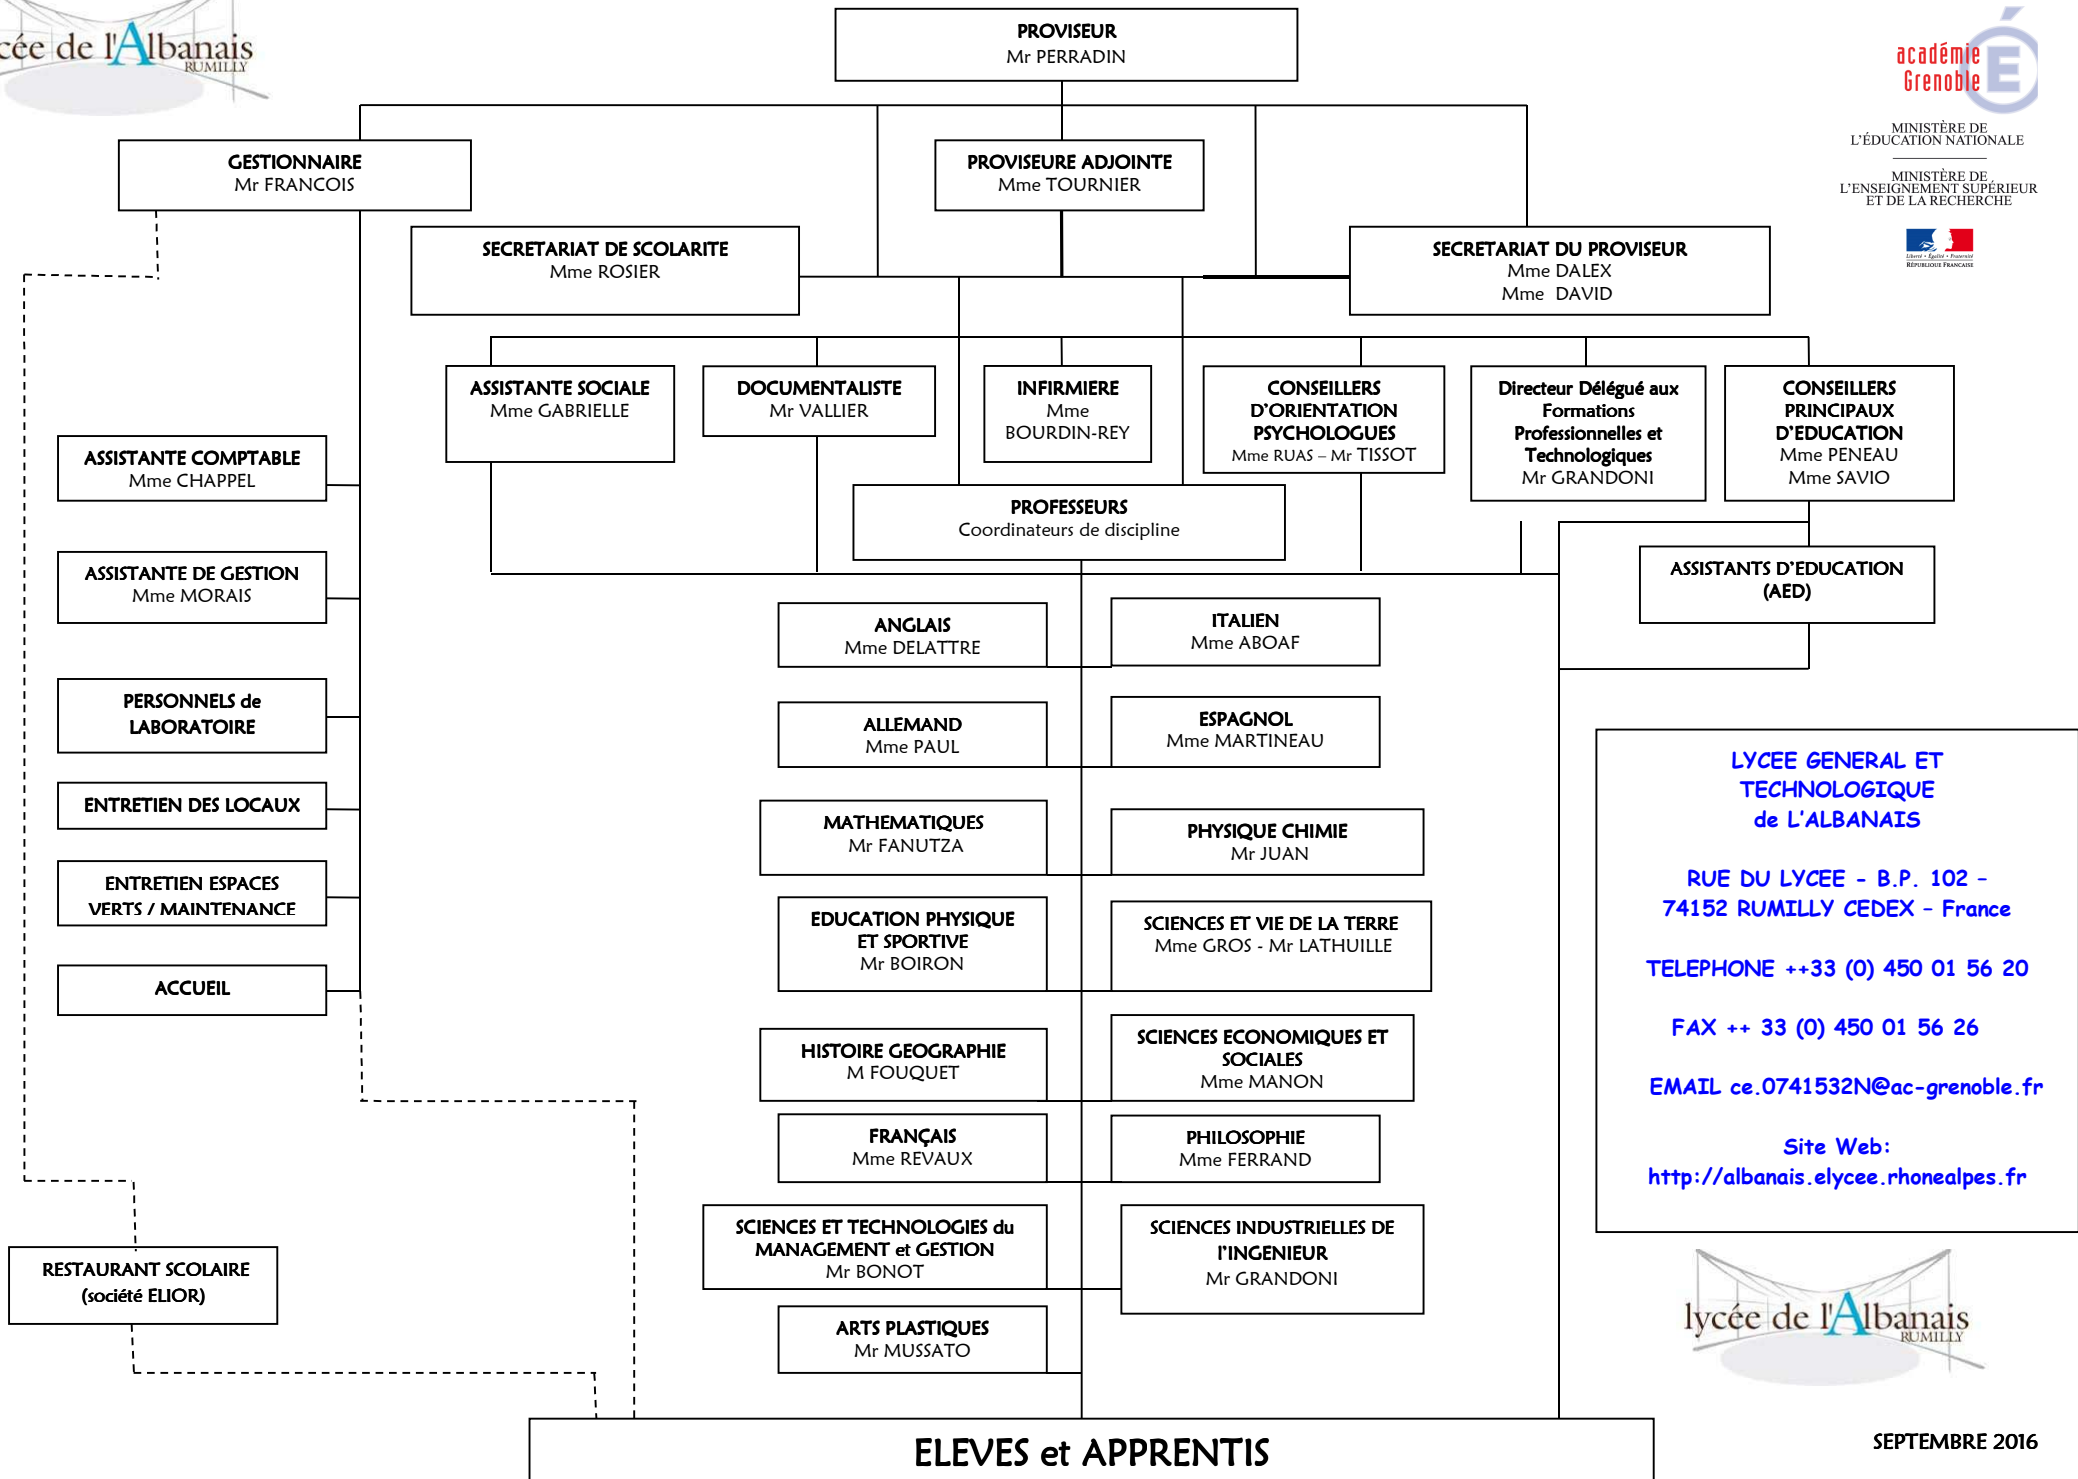 lycée de l'Albanais
RUMILLY
PROVISEUR
Mr PERRADIN
académie
Grenoble
MINISTÈRE DE
L'ÉDUCATION NATIONALE
MINISTÈRE DE
L'ENSEIGNEMENT SUPÉRIEUR
ET DE LA RECHERCHE
Liberté • Égalité • Fraternité
RÉPUBLIQUE FRANÇAISE
GESTIONNAIRE
Mr FRANCOIS
PROVISEURE ADJOINTE
Mme TOURNIER
SECRETARIAT DE SCOLARITE
Mme ROSIER
SECRETARIAT DU PROVISEUR
Mme DALEX
Mme DAVID
ASSISTANTE SOCIALE
Mme GABRIELLE
DOCUMENTALISTE
Mr VALLIER
INFIRMIERE
Mme
BOURDIN-REY
CONSEILLERS
D'ORIENTATION
PSYCHOLOGUES
Mme RUAS – Mr TISSOT
Directeur Délégué aux
Formations
Professionnelles et
Technologiques
Mr GRANDONI
CONSEILLERS
PRINCIPAUX
D'EDUCATION
Mme PENEAU
Mme SAVIO
ASSISTANTE COMPTABLE
Mme CHAPPEL
PROFESSEURS
Coordinateurs de discipline
ASSISTANTE DE GESTION
Mme MORAIS
ASSISTANTS D'EDUCATION
(AED)
PERSONNELS de
LABORATOIRE
ENTRETIEN DES LOCAUX
ENTRETIEN ESPACES
VERTS / MAINTENANCE
ACCUEIL
ANGLAIS
Mme DELATTRE
ITALIEN
Mme ABOAF
ALLEMAND
Mme PAUL
ESPAGNOL
Mme MARTINEAU
MATHEMATIQUES
Mr FANUTZA
PHYSIQUE CHIMIE
Mr JUAN
EDUCATION PHYSIQUE
ET SPORTIVE
Mr BOIRON
SCIENCES ET VIE DE LA TERRE
Mme GROS - Mr LATHUILLE
HISTOIRE GEOGRAPHIE
M FOUQUET
SCIENCES ECONOMIQUES ET
SOCIALES
Mme MANON
FRANÇAIS
Mme REVAUX
PHILOSOPHIE
Mme FERRAND
SCIENCES ET TECHNOLOGIES du
MANAGEMENT et GESTION
Mr BONOT
SCIENCES INDUSTRIELLES DE
l'INGENIEUR
Mr GRANDONI
ARTS PLASTIQUES
Mr MUSSATO
RESTAURANT SCOLAIRE
(société ELIOR)
LYCEE GENERAL ET
TECHNOLOGIQUE
de L'ALBANAIS
RUE DU LYCEE - B.P. 102 –
74152 RUMILLY CEDEX – France
TELEPHONE ++33 (0) 450 01 56 20
FAX ++ 33 (0) 450 01 56 26
EMAIL ce.0741532N@ac-grenoble.fr
Site Web:
http://albanais.elycee.rhonealpes.fr
lycée de l'Albanais
RUMILLY
ELEVES et APPRENTIS
SEPTEMBRE 2016